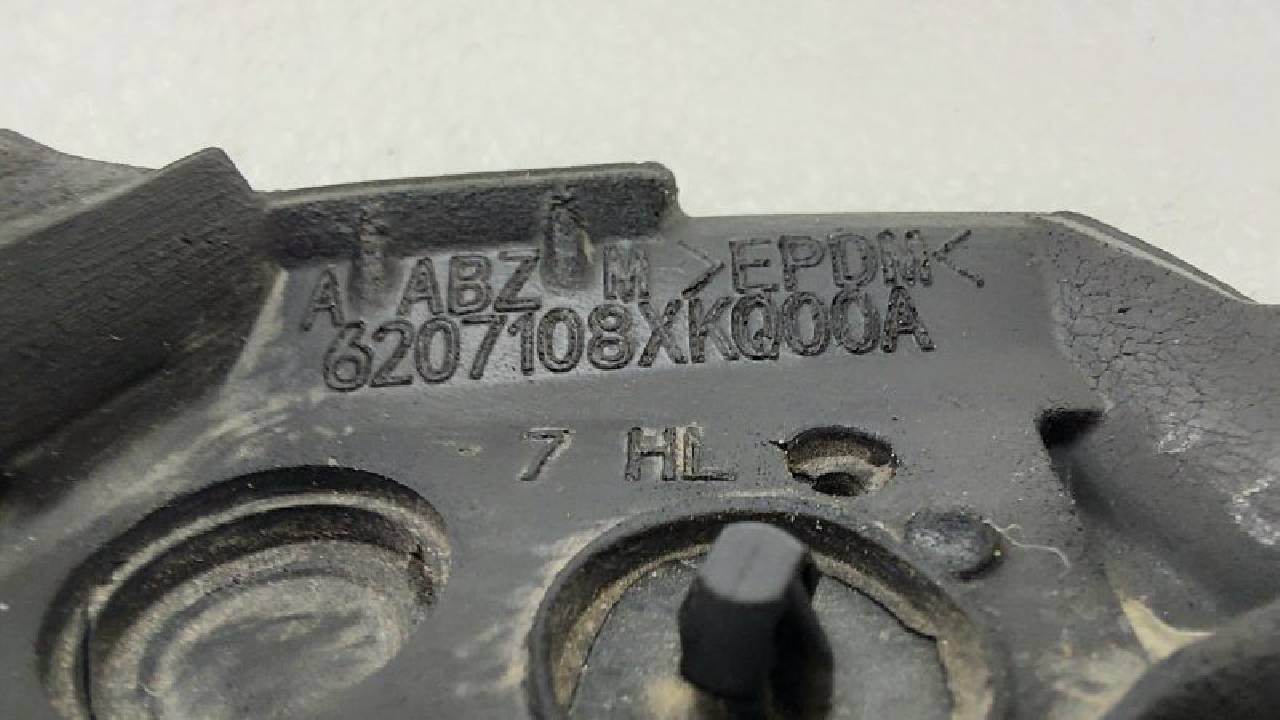 A ABZ M >EPDM<
6207108XKQ00A
7 HL